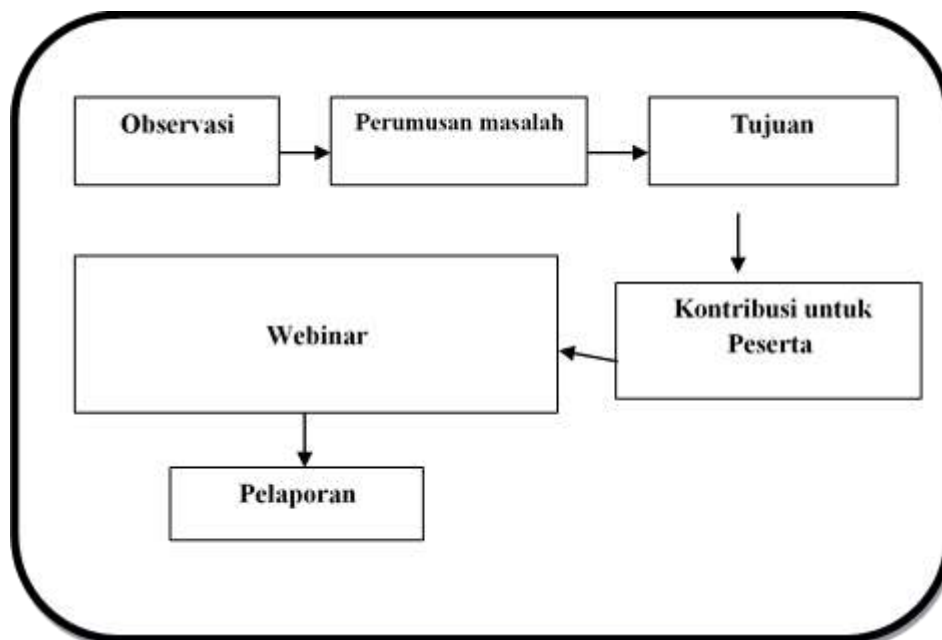 Observasi
Perumusan masalah
Tujuan
Kontribusi untuk
Peserta
Webinar
Pelaporan